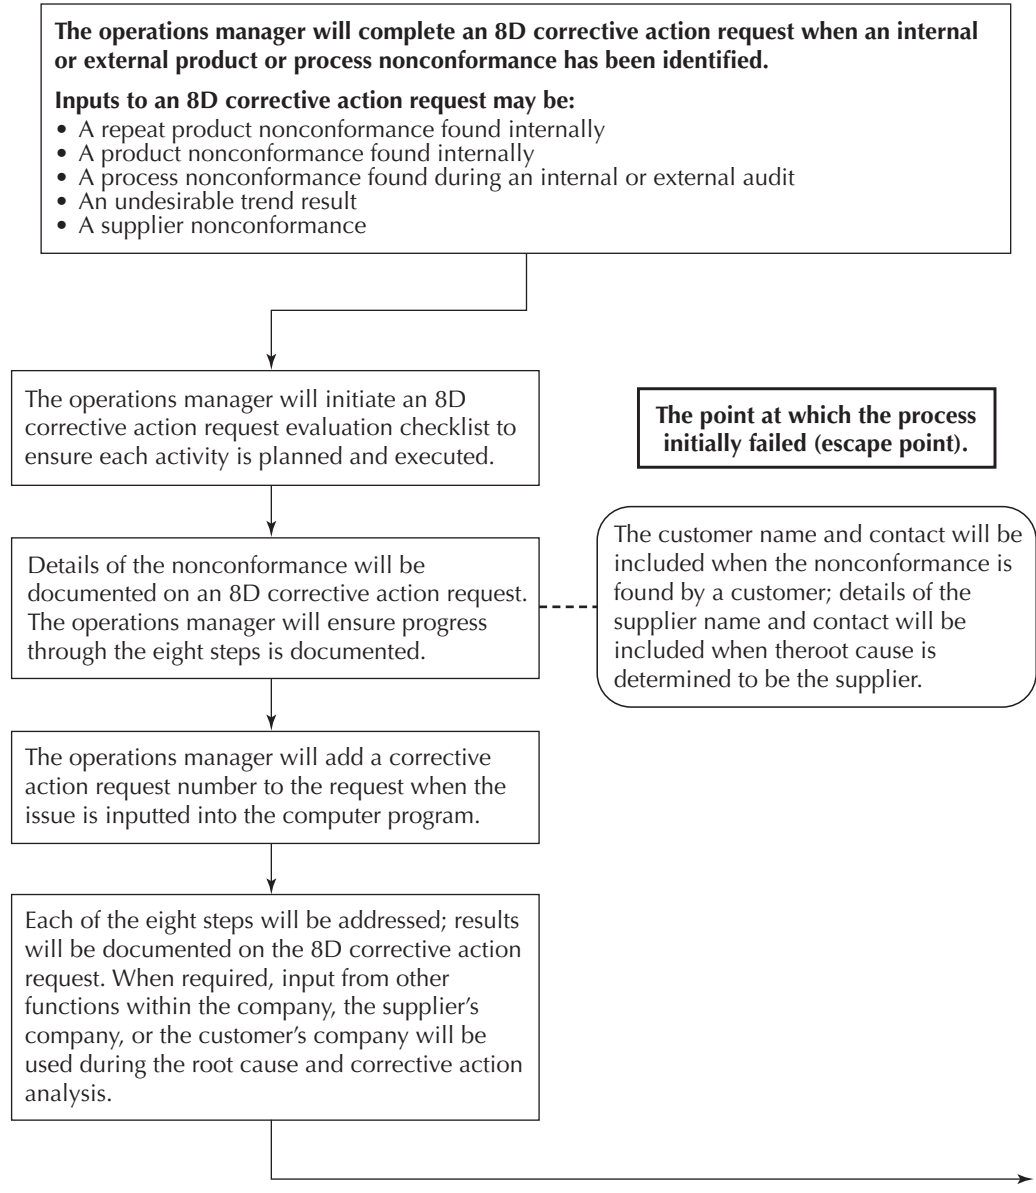 The operations manager will complete an 8D corrective action request when an internal
or external product or process nonconformance has been identified.
Inputs to an 8D corrective action request may be:
• A repeat product nonconformance found internally
• A product nonconformance found internally
• A process nonconformance found during an internal or external audit
• An undesirable trend result
• A supplier nonconformance
The operations manager will initiate an 8D
corrective action request evaluation checklist to
ensure each activity is planned and executed.
The point at which the process
initially failed (escape point).
Details of the nonconformance will be
documented on an 8D corrective action request.
The operations manager will ensure progress
through the eight steps is documented.
The customer name and contact will be
included when the nonconformance is
found by a customer; details of the
supplier name and contact will be
included when theroot cause is
determined to be the supplier.
The operations manager will add a corrective
action request number to the request when the
issue is inputted into the computer program.
Each of the eight steps will be addressed; results
will be documented on the 8D corrective action
request. When required, input from other
functions within the company, the supplier’s
company, or the customer’s company will be
used during the root cause and corrective action
analysis.